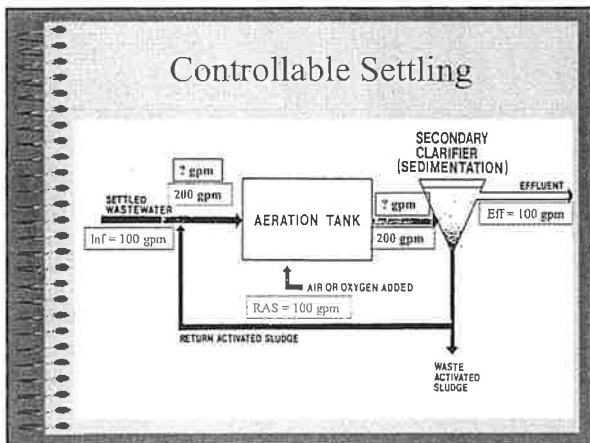 Controllable Settling
SECONDARY
CLARIFIER
(SEDIMENTATION)
? gpm
200 gpm
SETTLED
WASTEWATER
Inf = 100 gpm
AERATION TANK
? gpm
200 gpm
EFFLUENT
Eff = 100 gpm
AIR OR OXYGEN ADDED
RAS = 100 gpm
RETURN ACTIVATED SLUDGE
WASTE
ACTIVATED
SLUDGE